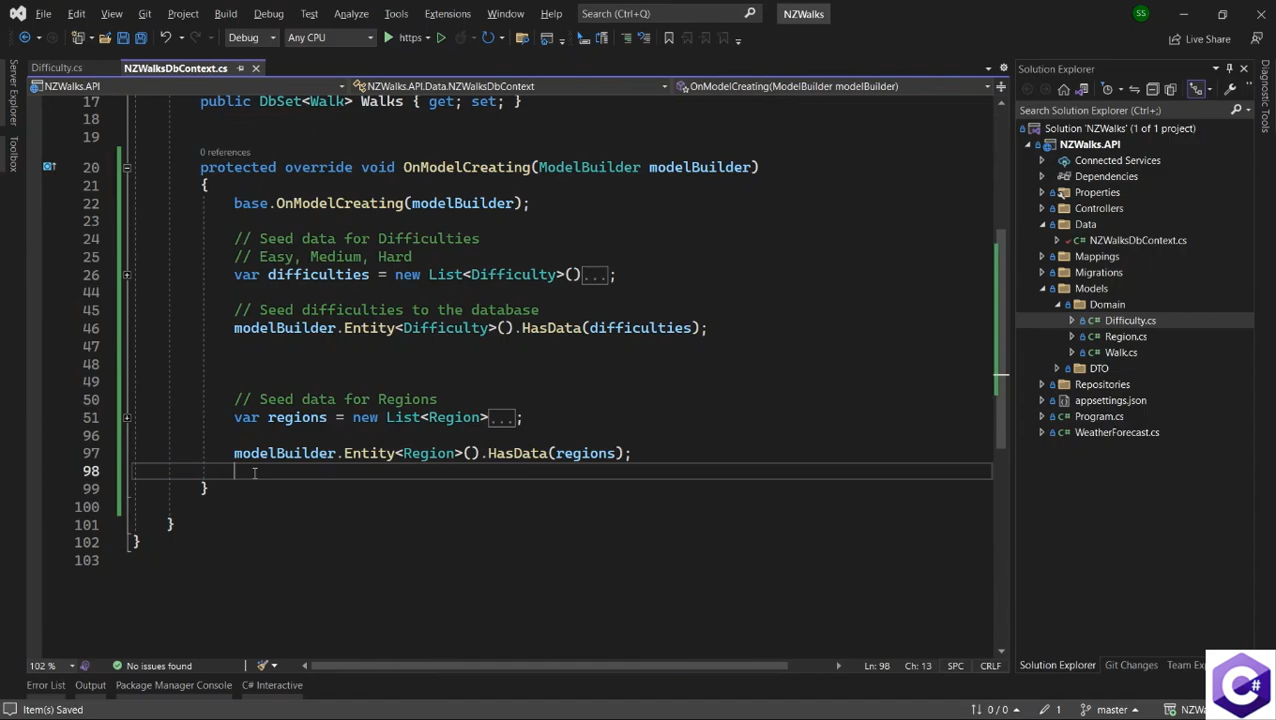 File Edit View Git Project Build Debug Test Analyze Tools Extensions Window Help Search (Ctrl+Q) NZWalks SS
Debug Any CPU https Live Share
Difficulty.cs NZWalksDbContext.cs
NZWalks.API NZWalks.API.Data.NZWalksDbContext OnModelCreating(ModelBuilder modelBuilder)
Server Explorer
Toolbox
17 public DbSet<Walk> Walks { get; set; }
18
19
0 references
20 protected override void OnModelCreating(ModelBuilder modelBuilder)
21 {
22 base.OnModelCreating(modelBuilder);
23
24 // Seed data for Difficulties
25 // Easy, Medium, Hard
26 var difficulties = new List<Difficulty>()...;
44
45 // Seed difficulties to the database
46 modelBuilder.Entity<Difficulty>().HasData(difficulties);
47
48
49
50 // Seed data for Regions
51 var regions = new List<Region>...;
96
97 modelBuilder.Entity<Region>().HasData(regions);
98
99 }
100
101 }
102 }
103
102 % No issues found Ln: 98 Ch: 13 SPC CRLF
Error List Output Package Manager Console C# Interactive
Item(s) Saved 0 / 0 1 master NZW
Solution Explorer
Search Solution Explorer (Ctrl+;)
Solution 'NZWalks' (1 of 1 project)
NZWalks.API
Connected Services
Dependencies
Properties
Controllers
Data
C# NZWalksDbContext.cs
Mappings
Migrations
Models
Domain
C# Difficulty.cs
C# Region.cs
C# Walk.cs
DTO
Repositories
appsettings.json
C# Program.cs
C# WeatherForecast.cs
Solution Explorer Git Changes Team Exp
Diagnostic Tools
C#